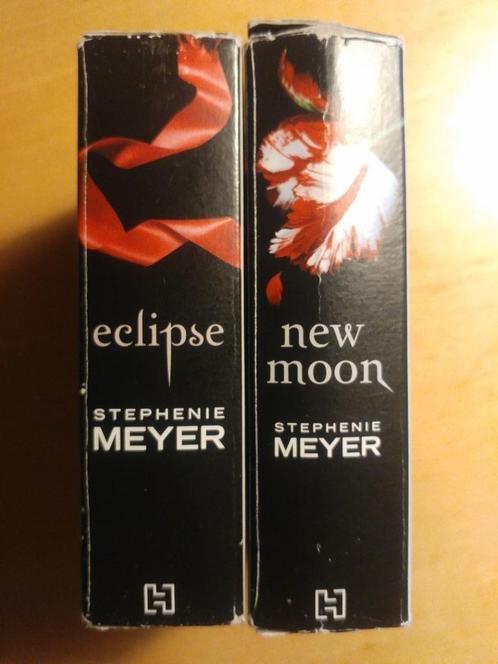 eclipse
STEPHENIE
MEYER
H
new
moon
STEPHENIE
MEYER
H